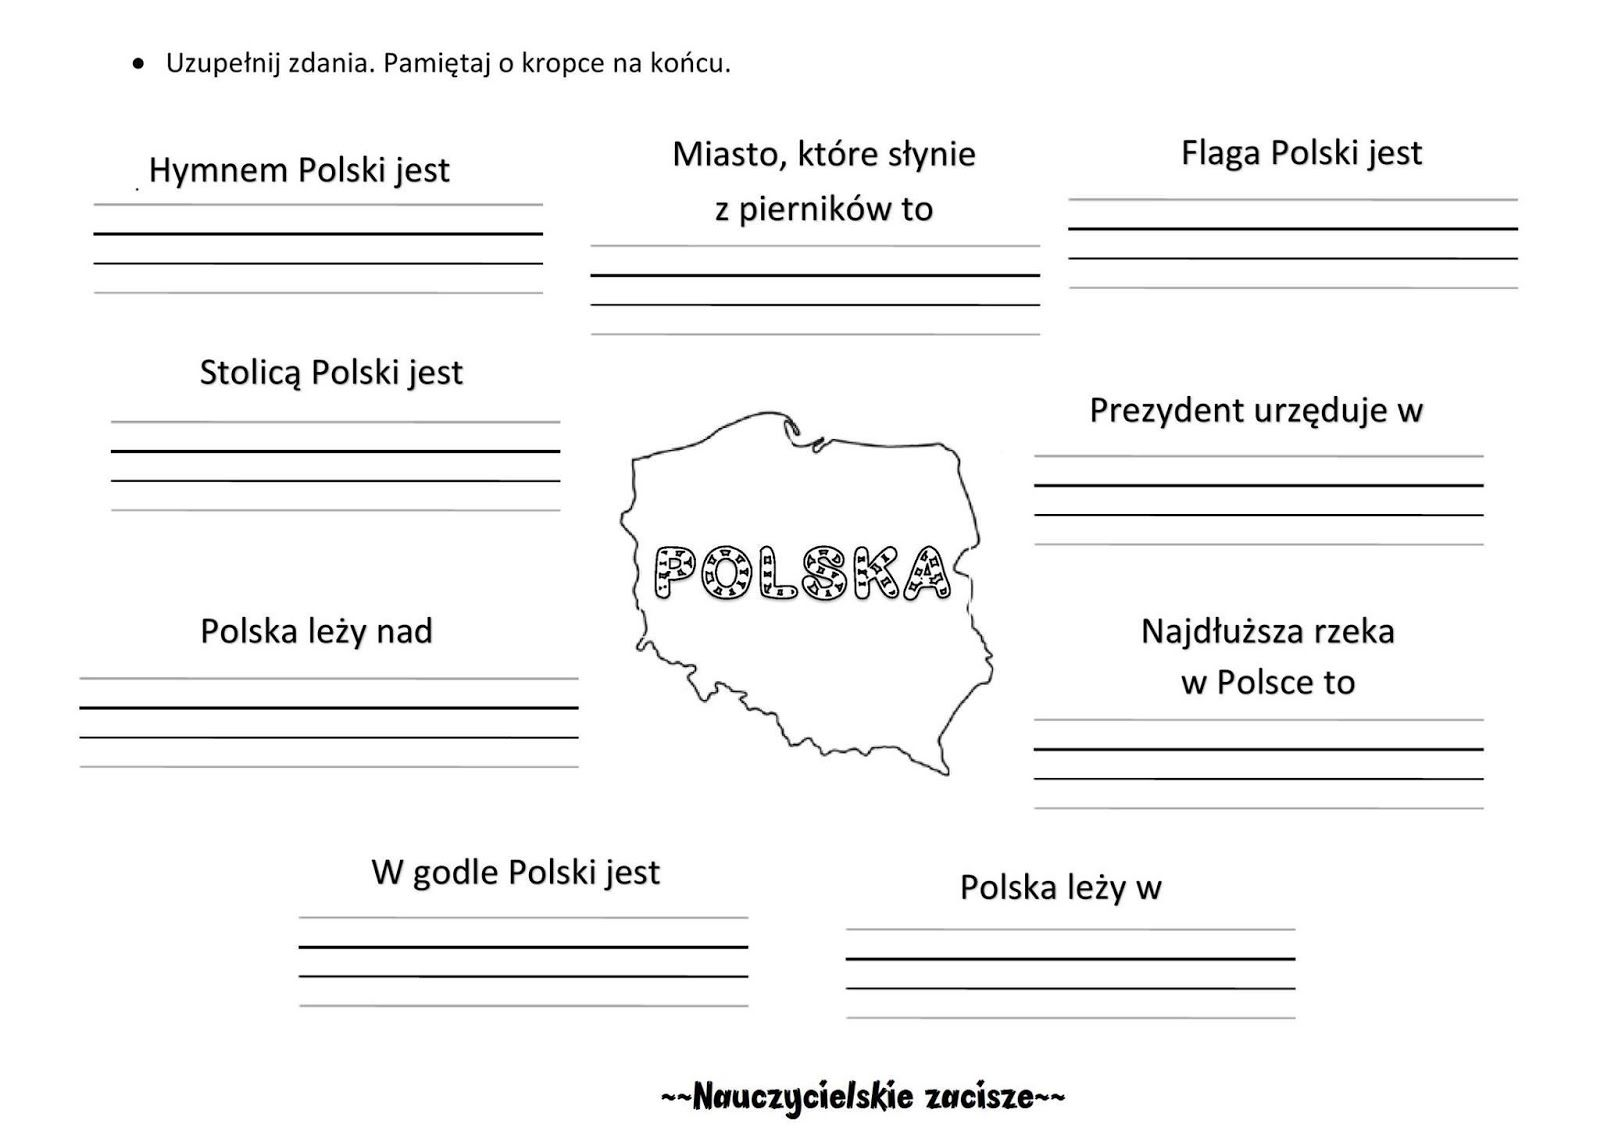 • Uzupełnij zdania. Pamiętaj o kropce na końcu.
Hymnem Polski jest
Miasto, które słynie
z pierników to
Flaga Polski jest
Stolicą Polski jest
Prezydent urzęduje w
POLSKA
Polska leży nad
Najdłuższa rzeka
w Polsce to
W godle Polski jest
Polska leży w
~~Nauczycielskie zacisze~~